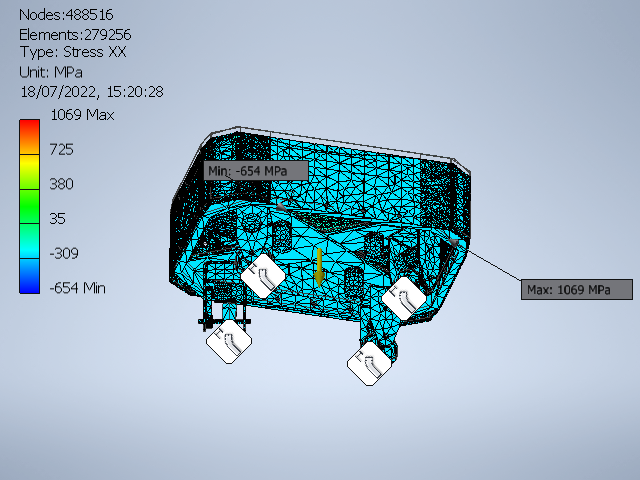 Nodes:488516
Elements:279256
Type: Stress XX
Unit: MPa
18/07/2022, 15:20:28
1069 Max
725
380
35
-309
-654 Min
Min: -654 MPa
Max: 1069 MPa